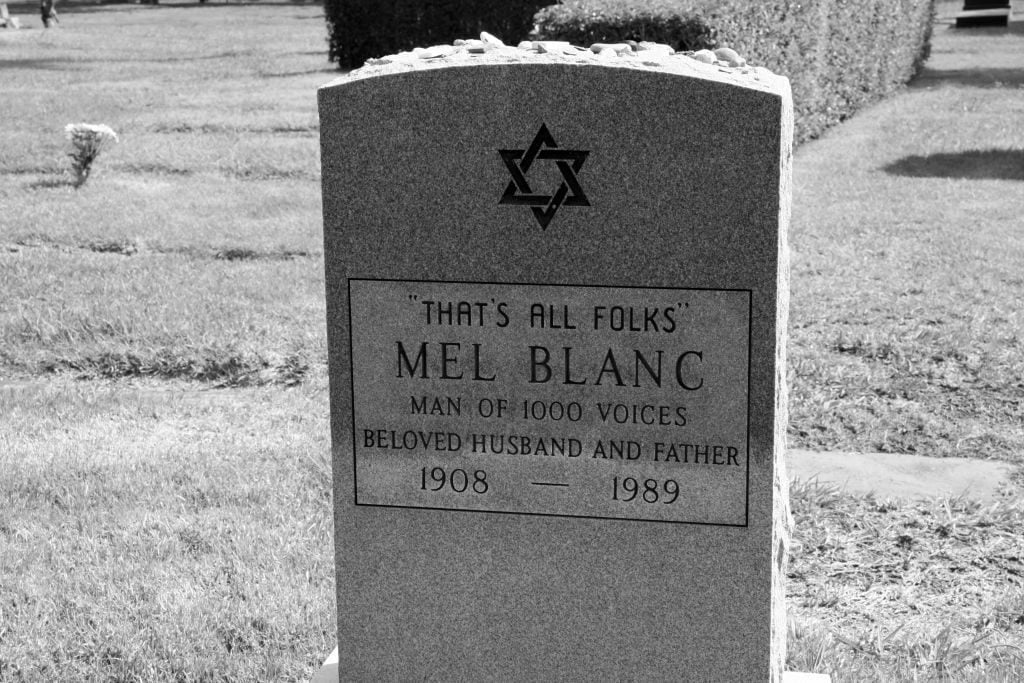 "THAT'S ALL FOLKS"
MEL BLANC
MAN OF 1000 VOICES
BELOVED HUSBAND AND FATHER
1908 — 1989